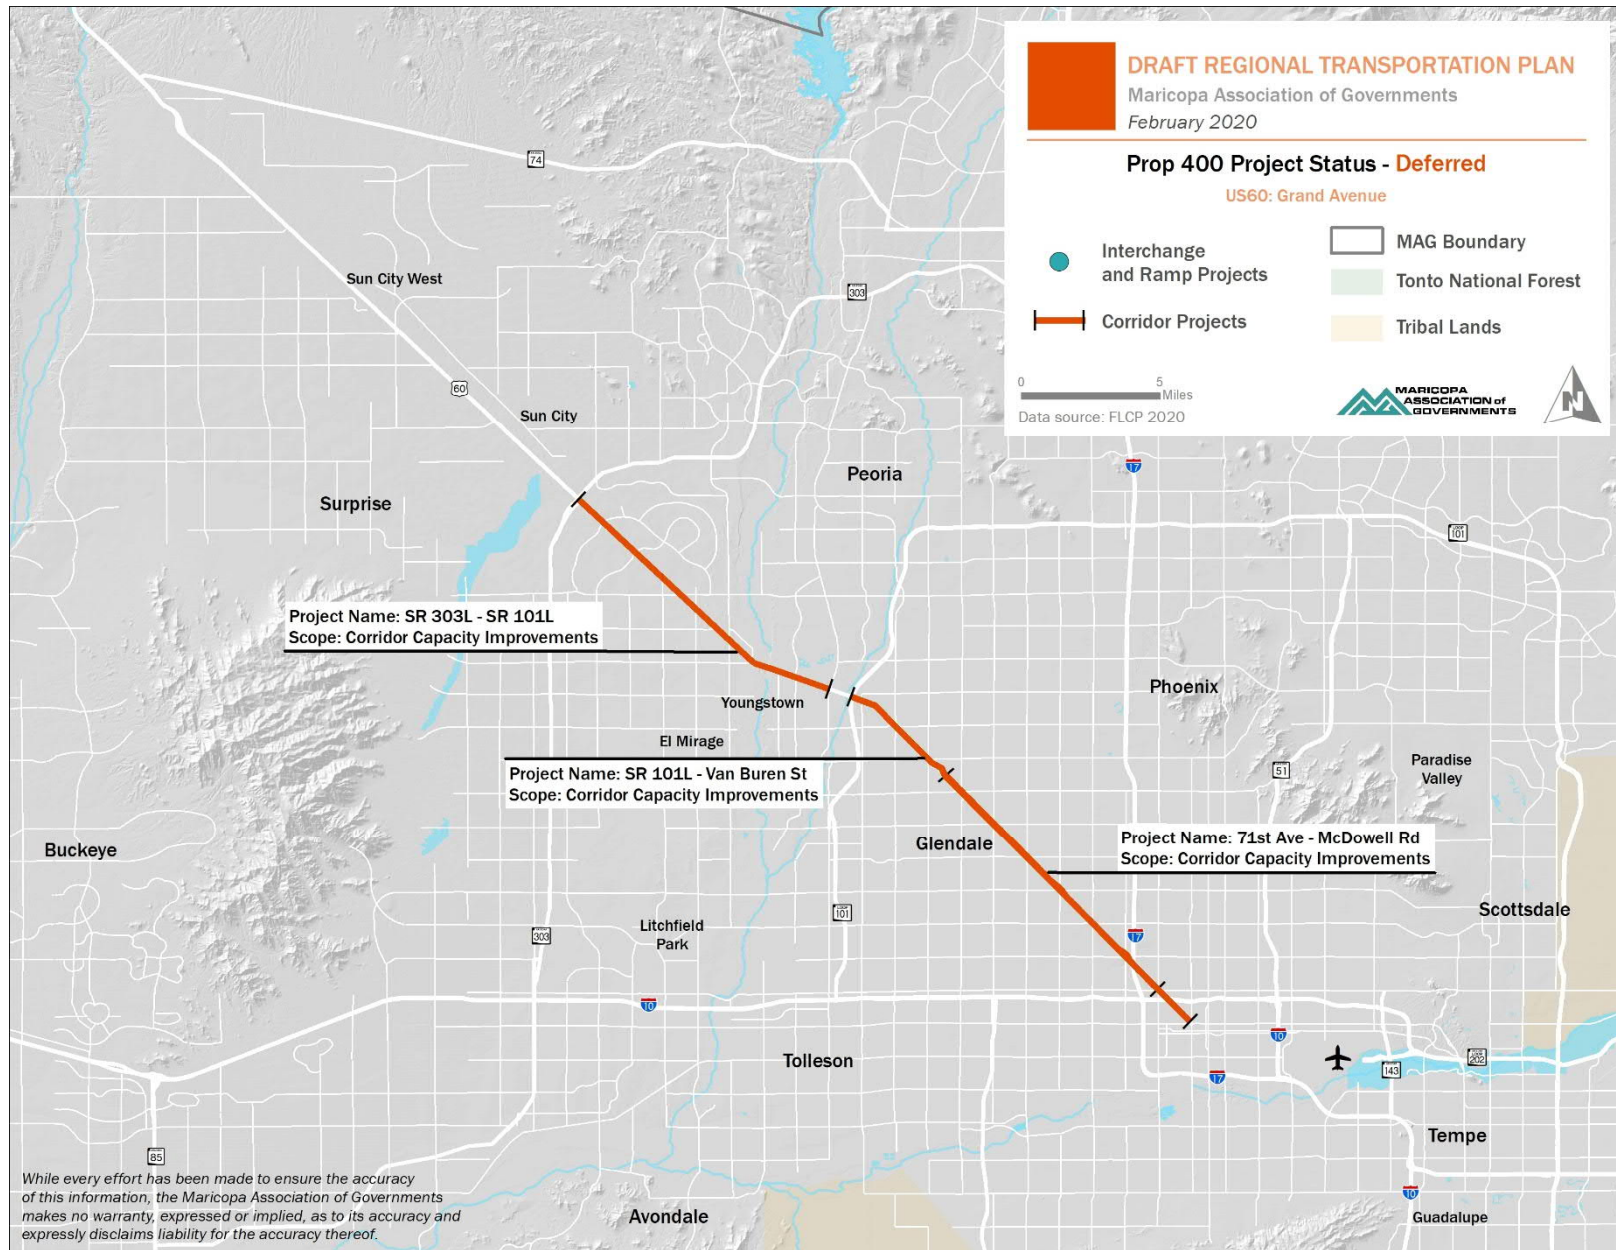 DRAFT REGIONAL TRANSPORTATION PLAN
Maricopa Association of Governments
February 2020
Prop 400 Project Status - Deferred
US60: Grand Avenue
Interchange
and Ramp Projects
Corridor Projects
MAG Boundary
Tonto National Forest
Tribal Lands
0 5
Miles
Data source: FLCP 2020
MARICOPA
ASSOCIATION of
GOVERNMENTS
N
74
Sun City West
303
60
Sun City
17
Peoria
Surprise
LOOP
101
Project Name: SR 303L - SR 101L
Scope: Corridor Capacity Improvements
Phoenix
Youngstown
El Mirage
Project Name: SR 101L - Van Buren St
Scope: Corridor Capacity Improvements
51
Paradise
Valley
Buckeye
Glendale
Project Name: 71st Ave - McDowell Rd
Scope: Corridor Capacity Improvements
Scottsdale
LOOP
101
Litchfield
Park
303
17
10
10
Tolleson
202
143
17
Tempe
85
While every effort has been made to ensure the accuracy
of this information, the Maricopa Association of Governments
makes no warranty, expressed or implied, as to its accuracy and
expressly disclaims liability for the accuracy thereof.
Avondale
10
Guadalupe